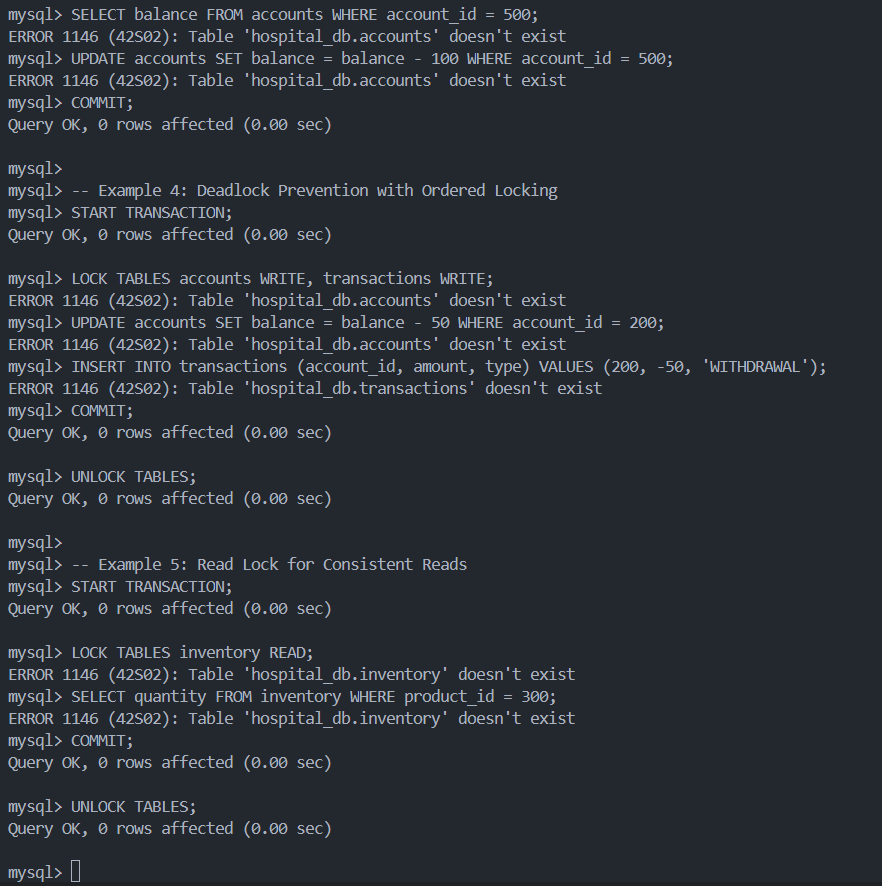 mysql> SELECT balance FROM accounts WHERE account_id = 500;
ERROR 1146 (42S02): Table 'hospital_db.accounts' doesn't exist
mysql> UPDATE accounts SET balance = balance - 100 WHERE account_id = 500;
ERROR 1146 (42S02): Table 'hospital_db.accounts' doesn't exist
mysql> COMMIT;
Query OK, 0 rows affected (0.00 sec)

mysql>
mysql> -- Example 4: Deadlock Prevention with Ordered Locking
mysql> START TRANSACTION;
Query OK, 0 rows affected (0.00 sec)

mysql> LOCK TABLES accounts WRITE, transactions WRITE;
ERROR 1146 (42S02): Table 'hospital_db.accounts' doesn't exist
mysql> UPDATE accounts SET balance = balance - 50 WHERE account_id = 200;
ERROR 1146 (42S02): Table 'hospital_db.accounts' doesn't exist
mysql> INSERT INTO transactions (account_id, amount, type) VALUES (200, -50, 'WITHDRAWAL');
ERROR 1146 (42S02): Table 'hospital_db.transactions' doesn't exist
mysql> COMMIT;
Query OK, 0 rows affected (0.00 sec)

mysql> UNLOCK TABLES;
Query OK, 0 rows affected (0.00 sec)

mysql>
mysql> -- Example 5: Read Lock for Consistent Reads
mysql> START TRANSACTION;
Query OK, 0 rows affected (0.00 sec)

mysql> LOCK TABLES inventory READ;
ERROR 1146 (42S02): Table 'hospital_db.inventory' doesn't exist
mysql> SELECT quantity FROM inventory WHERE product_id = 300;
ERROR 1146 (42S02): Table 'hospital_db.inventory' doesn't exist
mysql> COMMIT;
Query OK, 0 rows affected (0.00 sec)

mysql> UNLOCK TABLES;
Query OK, 0 rows affected (0.00 sec)

mysql>